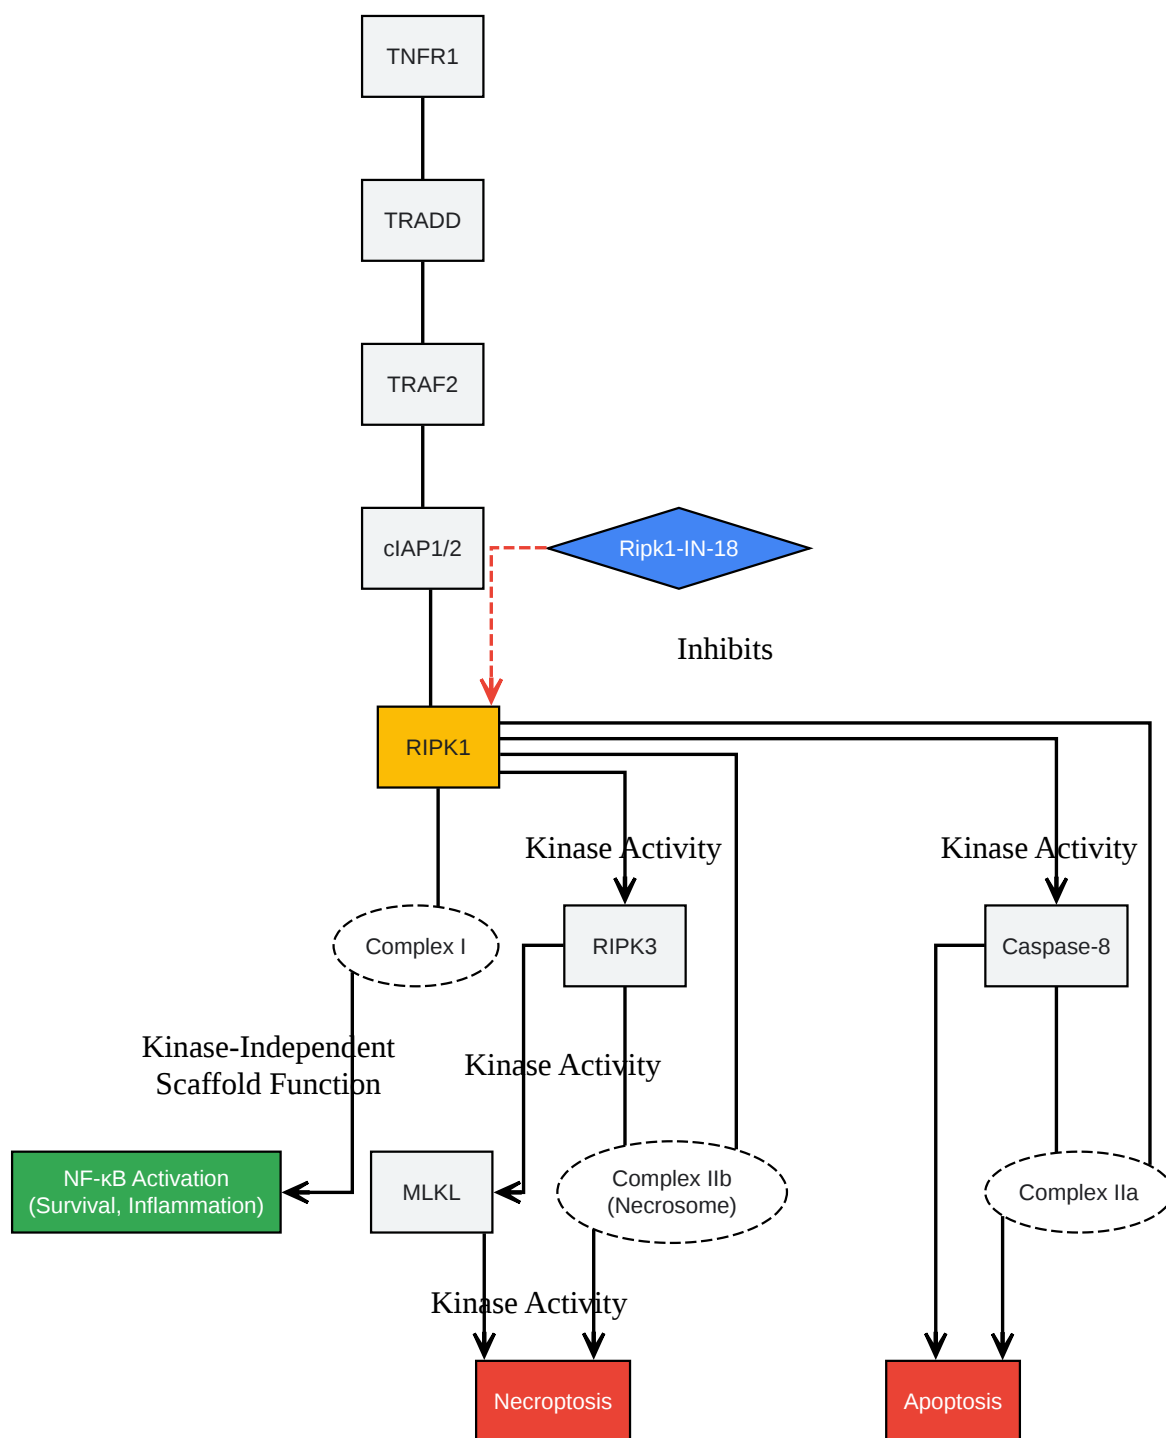 TNFR1
TRADD
TRAF2
cIAP1/2
Ripk1-IN-18
Inhibits
RIPK1
Kinase Activity
Kinase Activity
Complex I
RIPK3
Caspase-8
Kinase-Independent
Scaffold Function
Kinase Activity
NF-κB Activation
(Survival, Inflammation)
MLKL
Complex IIb
(Necrosome)
Complex IIa
Kinase Activity
Necroptosis
Apoptosis